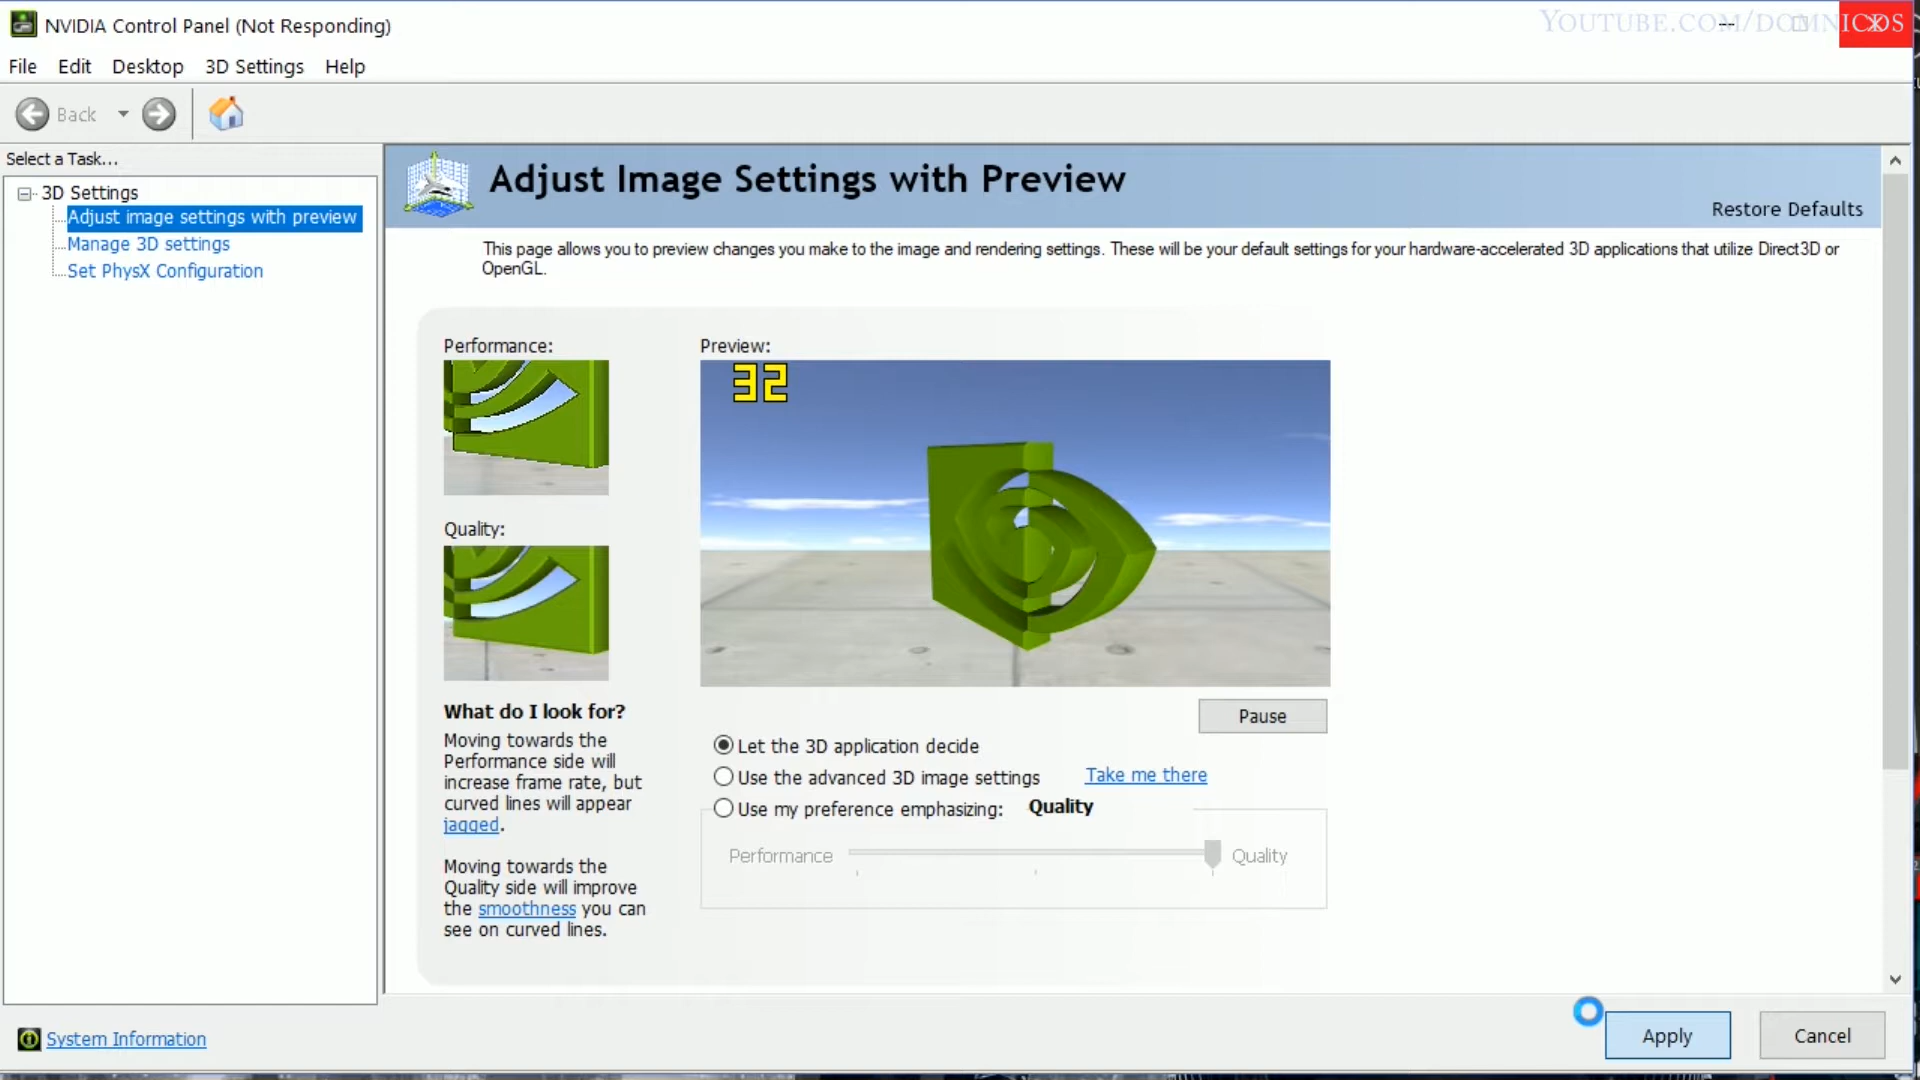 NVIDIA Control Panel (Not Responding)
YOUTUBE.COM/DOMNICDS
File Edit Desktop 3D Settings Help
Back
Select a Task...
3D Settings
Adjust image settings with preview
Manage 3D settings
Set PhysX Configuration
Adjust Image Settings with Preview
Restore Defaults
This page allows you to preview changes you make to the image and rendering settings. These will be your default settings for your hardware-accelerated 3D applications that utilize Direct3D or
OpenGL.
Performance:
Quality:
What do I look for?
Moving towards the
Performance side will
increase frame rate, but
curved lines will appear
jagged.
Moving towards the
Quality side will improve
the smoothness you can
see on curved lines.
Preview:
32
Pause
Let the 3D application decide
Use the advanced 3D image settings Take me there
Use my preference emphasizing: Quality
Performance Quality
System Information
Apply Cancel